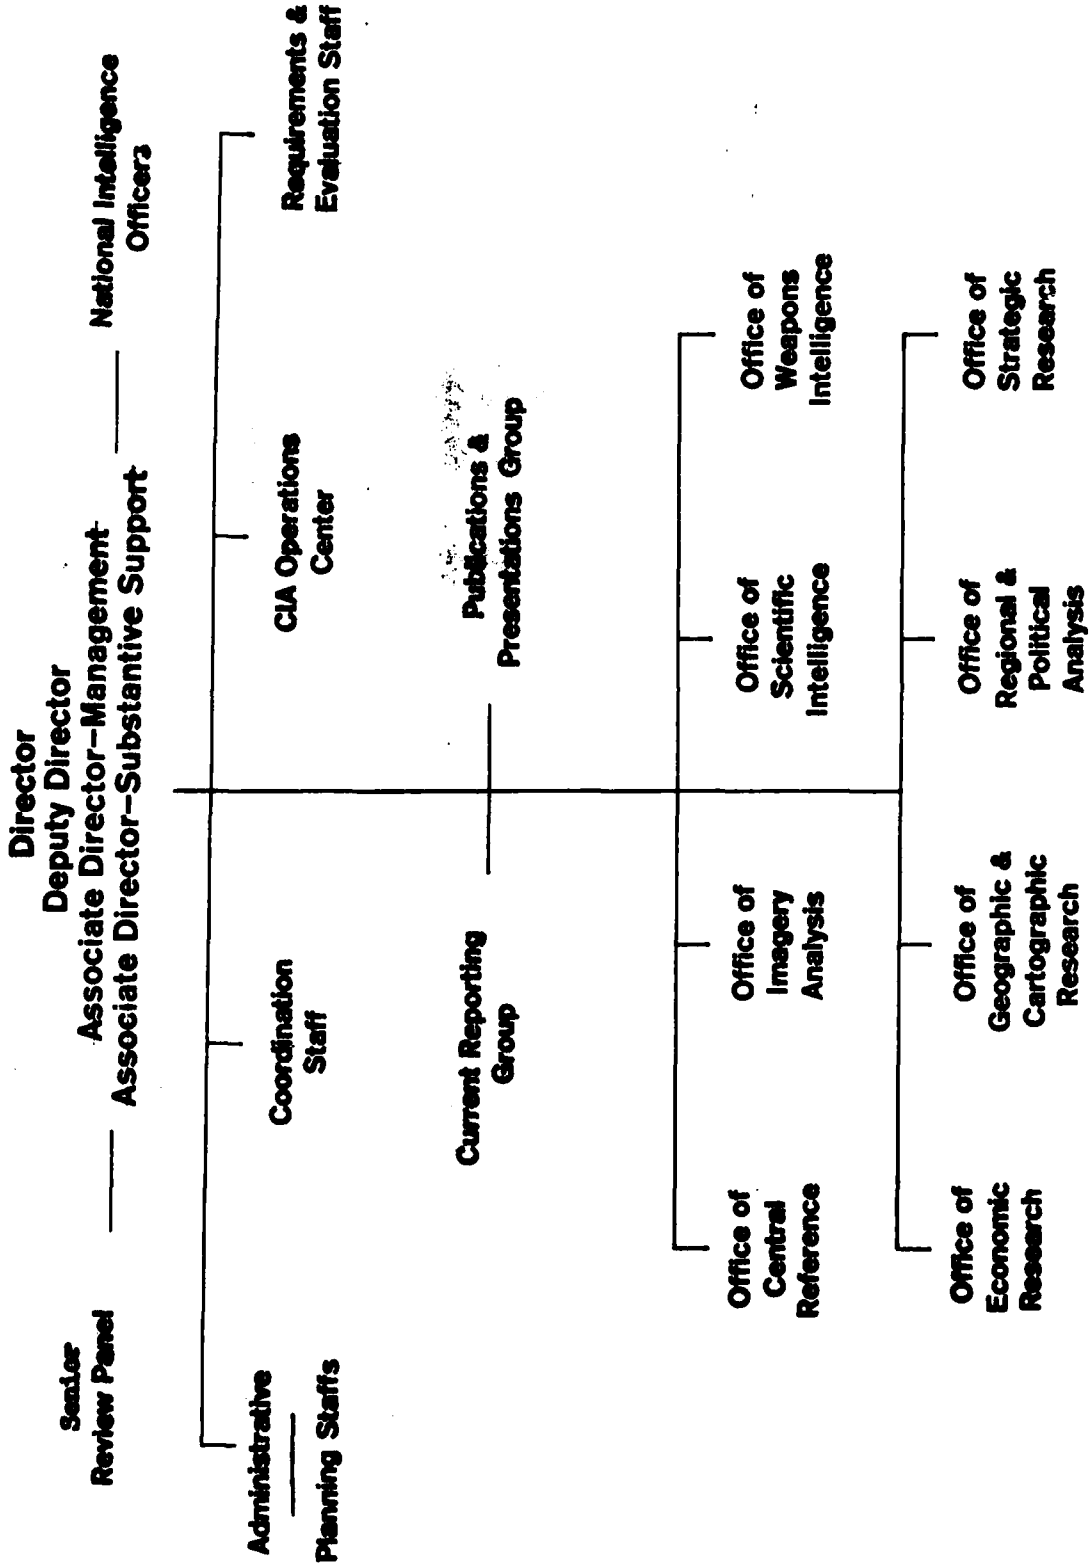 Director
Deputy Director
Associate Director-Management
Associate Director-Substantive Support
Senior
Review Panel
National Intelligence
Officers
Administrative
Planning Staffs
Coordination
Staff
CIA Operations
Center
Requirements &
Evaluation Staff
Current Reporting
Group
Publications &
Presentations Group
Office of
Central
Reference
Office of
Imagery
Analysis
Office of
Scientific
Intelligence
Office of
Weapons
Intelligence
Office of
Economic
Research
Office of
Geographic &
Cartographic
Research
Office of
Regional &
Political
Analysis
Office of
Strategic
Research